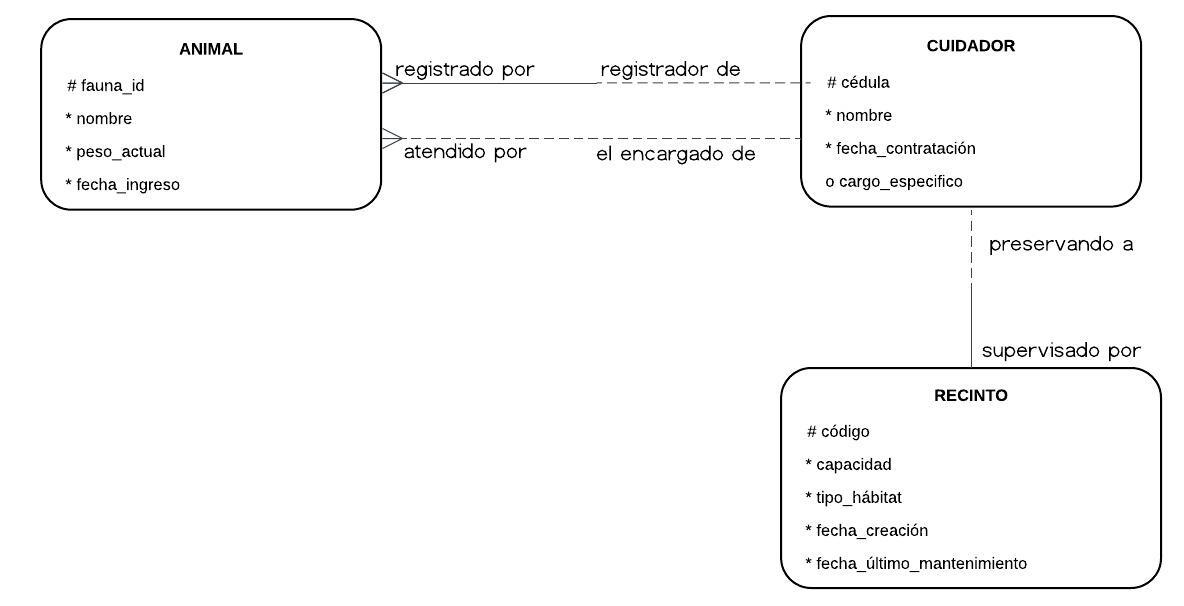 ANIMAL
# fauna_id
* nombre
* peso_actual
* fecha_ingreso
registrado por
registrador de
atendido por
el encargado de
CUIDADOR
# cédula
* nombre
* fecha_contratación
o cargo_especifico
preservando a
supervisado por
RECINTO
# código
* capacidad
* tipo_hábitat
* fecha_creación
* fecha_último_mantenimiento